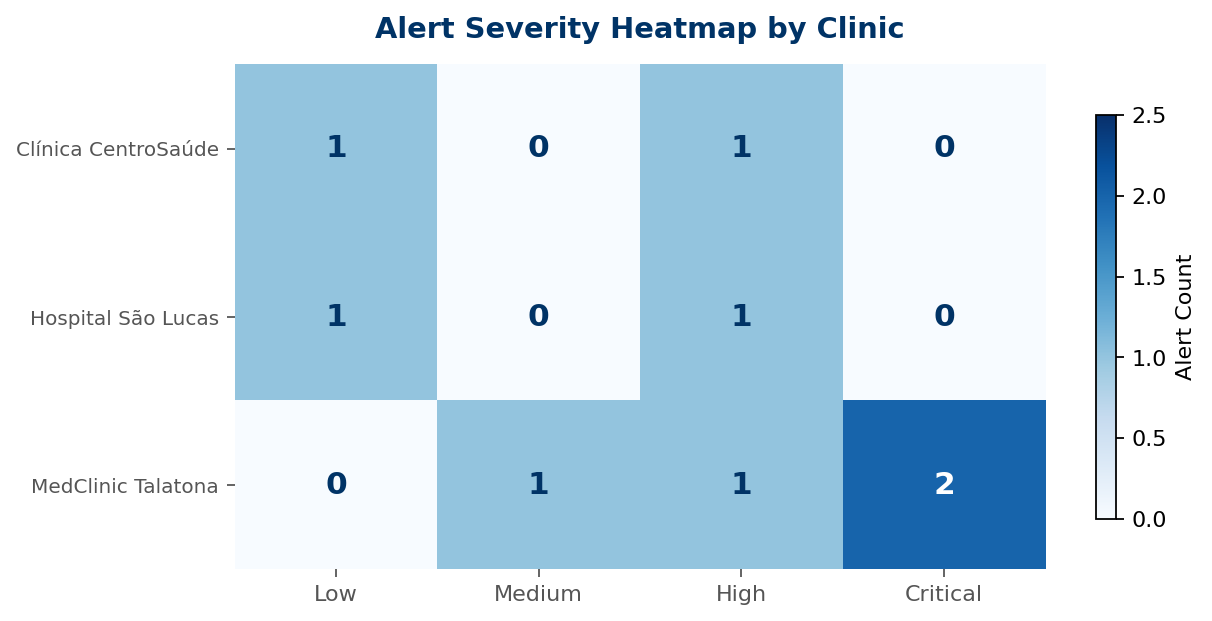 Alert Severity Heatmap by Clinic
Clínica CentroSaúde 1 0 1 0
Hospital São Lucas 1 0 1 0
MedClinic Talatona 0 1 1 2
Low Medium High Critical
2.5
2.0
1.5
1.0
0.5
0.0
Alert Count